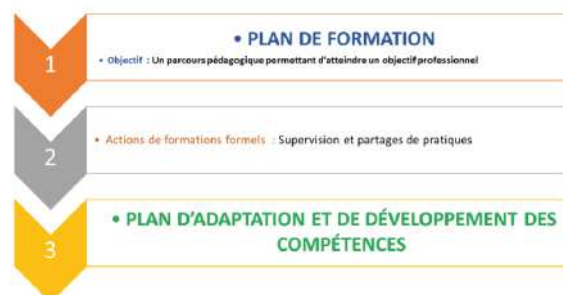 1
• PLAN DE FORMATION
• Objectif : Un parcours pédagogique permettant d'atteindre un objectif professionnel
2
• Actions de formations formels : Supervision et partages de pratiques
3
• PLAN D'ADAPTATION ET DE DÉVELOPPEMENT DES
COMPÉTENCES